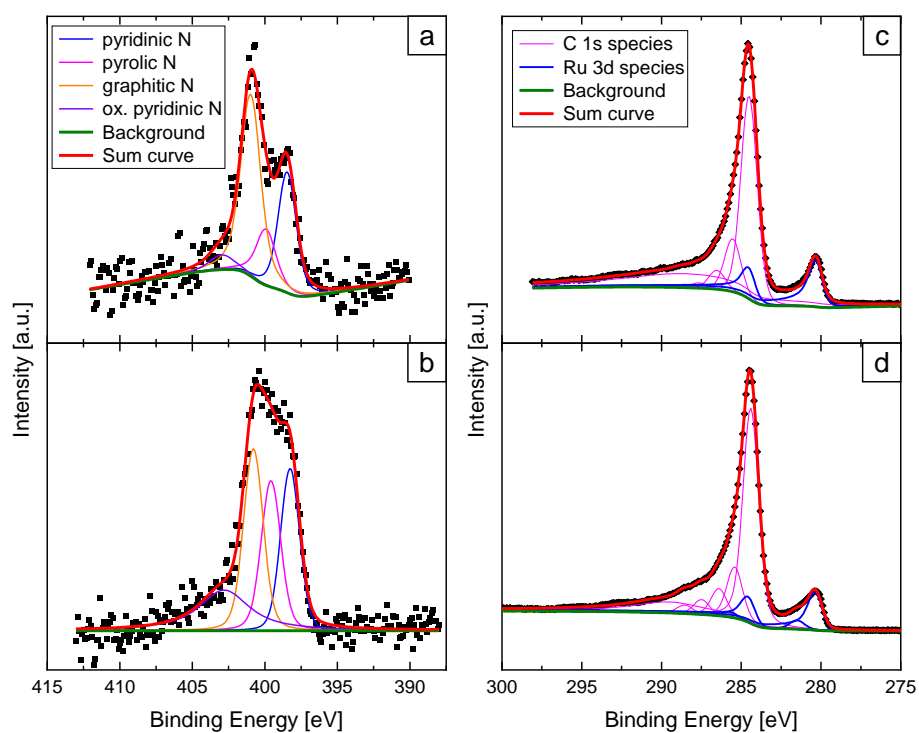 a
pyridinic N
pyrolic N
graphitic N
ox. pyridinic N
Background
Sum curve
c
C 1s species
Ru 3d species
Background
Sum curve
b
d
Intensity [a.u.]
Intensity [a.u.]
415 410 405 400 395 390
300 295 290 285 280 275
Binding Energy [eV]
Binding Energy [eV]